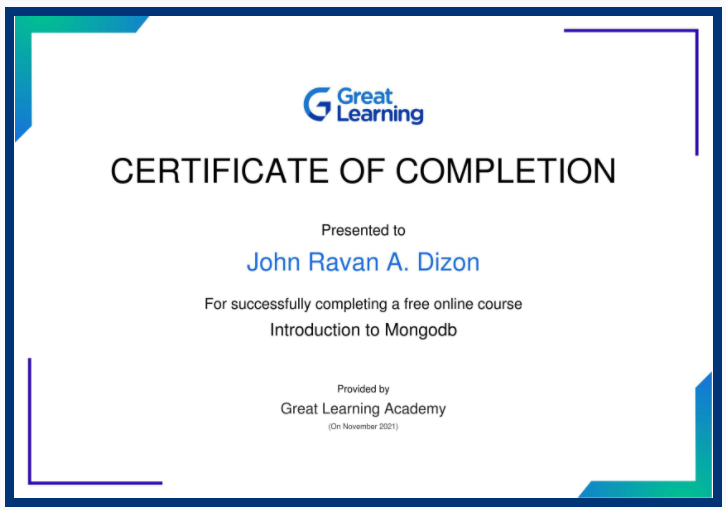 Great
Learning
CERTIFICATE OF COMPLETION
Presented to
John Ravan A. Dizon
For successfully completing a free online course
Introduction to Mongodb
Provided by
Great Learning Academy
(On November 2021)